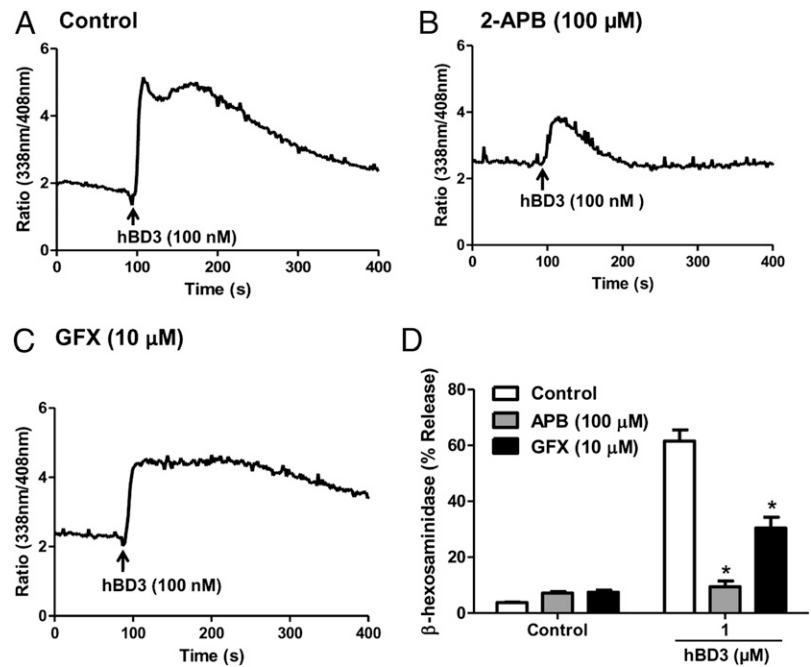 A Control
Ratio (338nm/408nm)
6
4
2
0
hBD3 (100 nM)
0 100 200 300 400
Time (s)
B 2-APB (100 µM)
Ratio (338nm/408nm)
6
4
2
0
hBD3 (100 nM )
0 100 200 300 400
Time (s)
C GFX (10 µM)
Ratio (338nm/408nm)
6
4
2
0
hBD3 (100 nM)
0 100 200 300 400
Time (s)
D
β-hexosaminidase (% Release)
80
60
40
20
0
Control
APB (100 µM)
GFX (10 µM)
*
*
Control 1
hBD3 (µM)